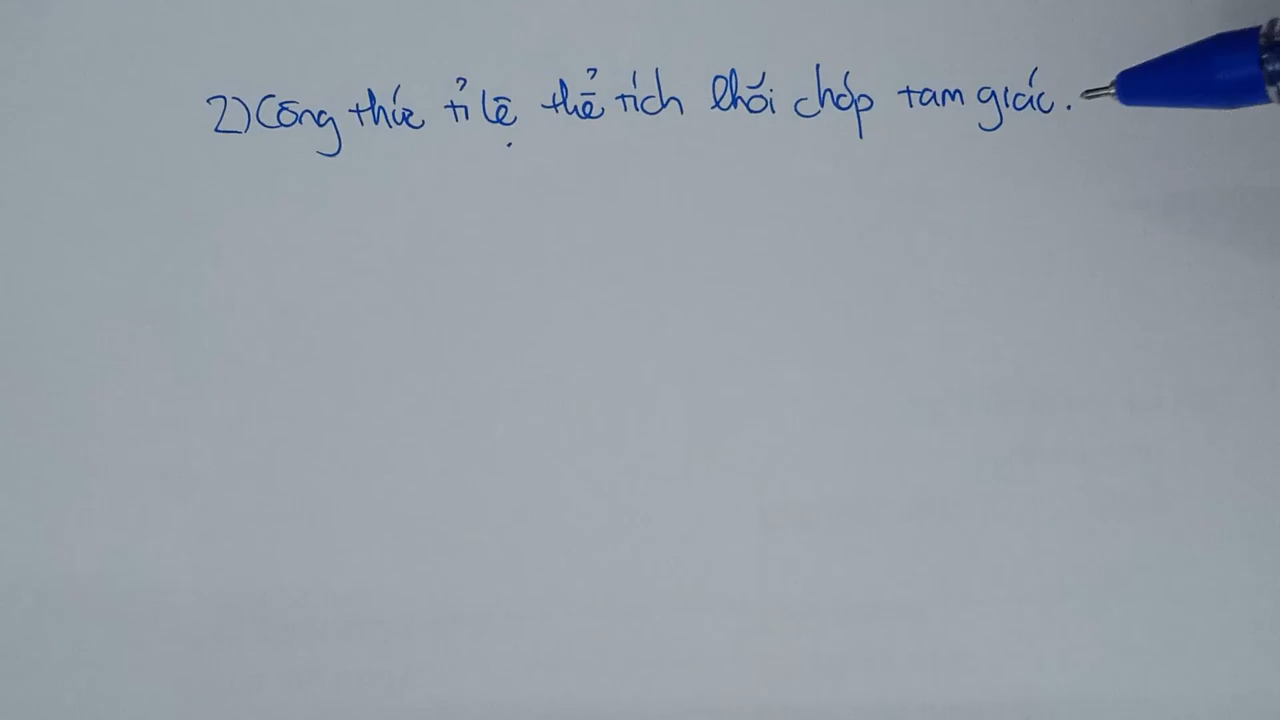 2) Công thức tỉ lệ thể tích khối chóp tam giác.